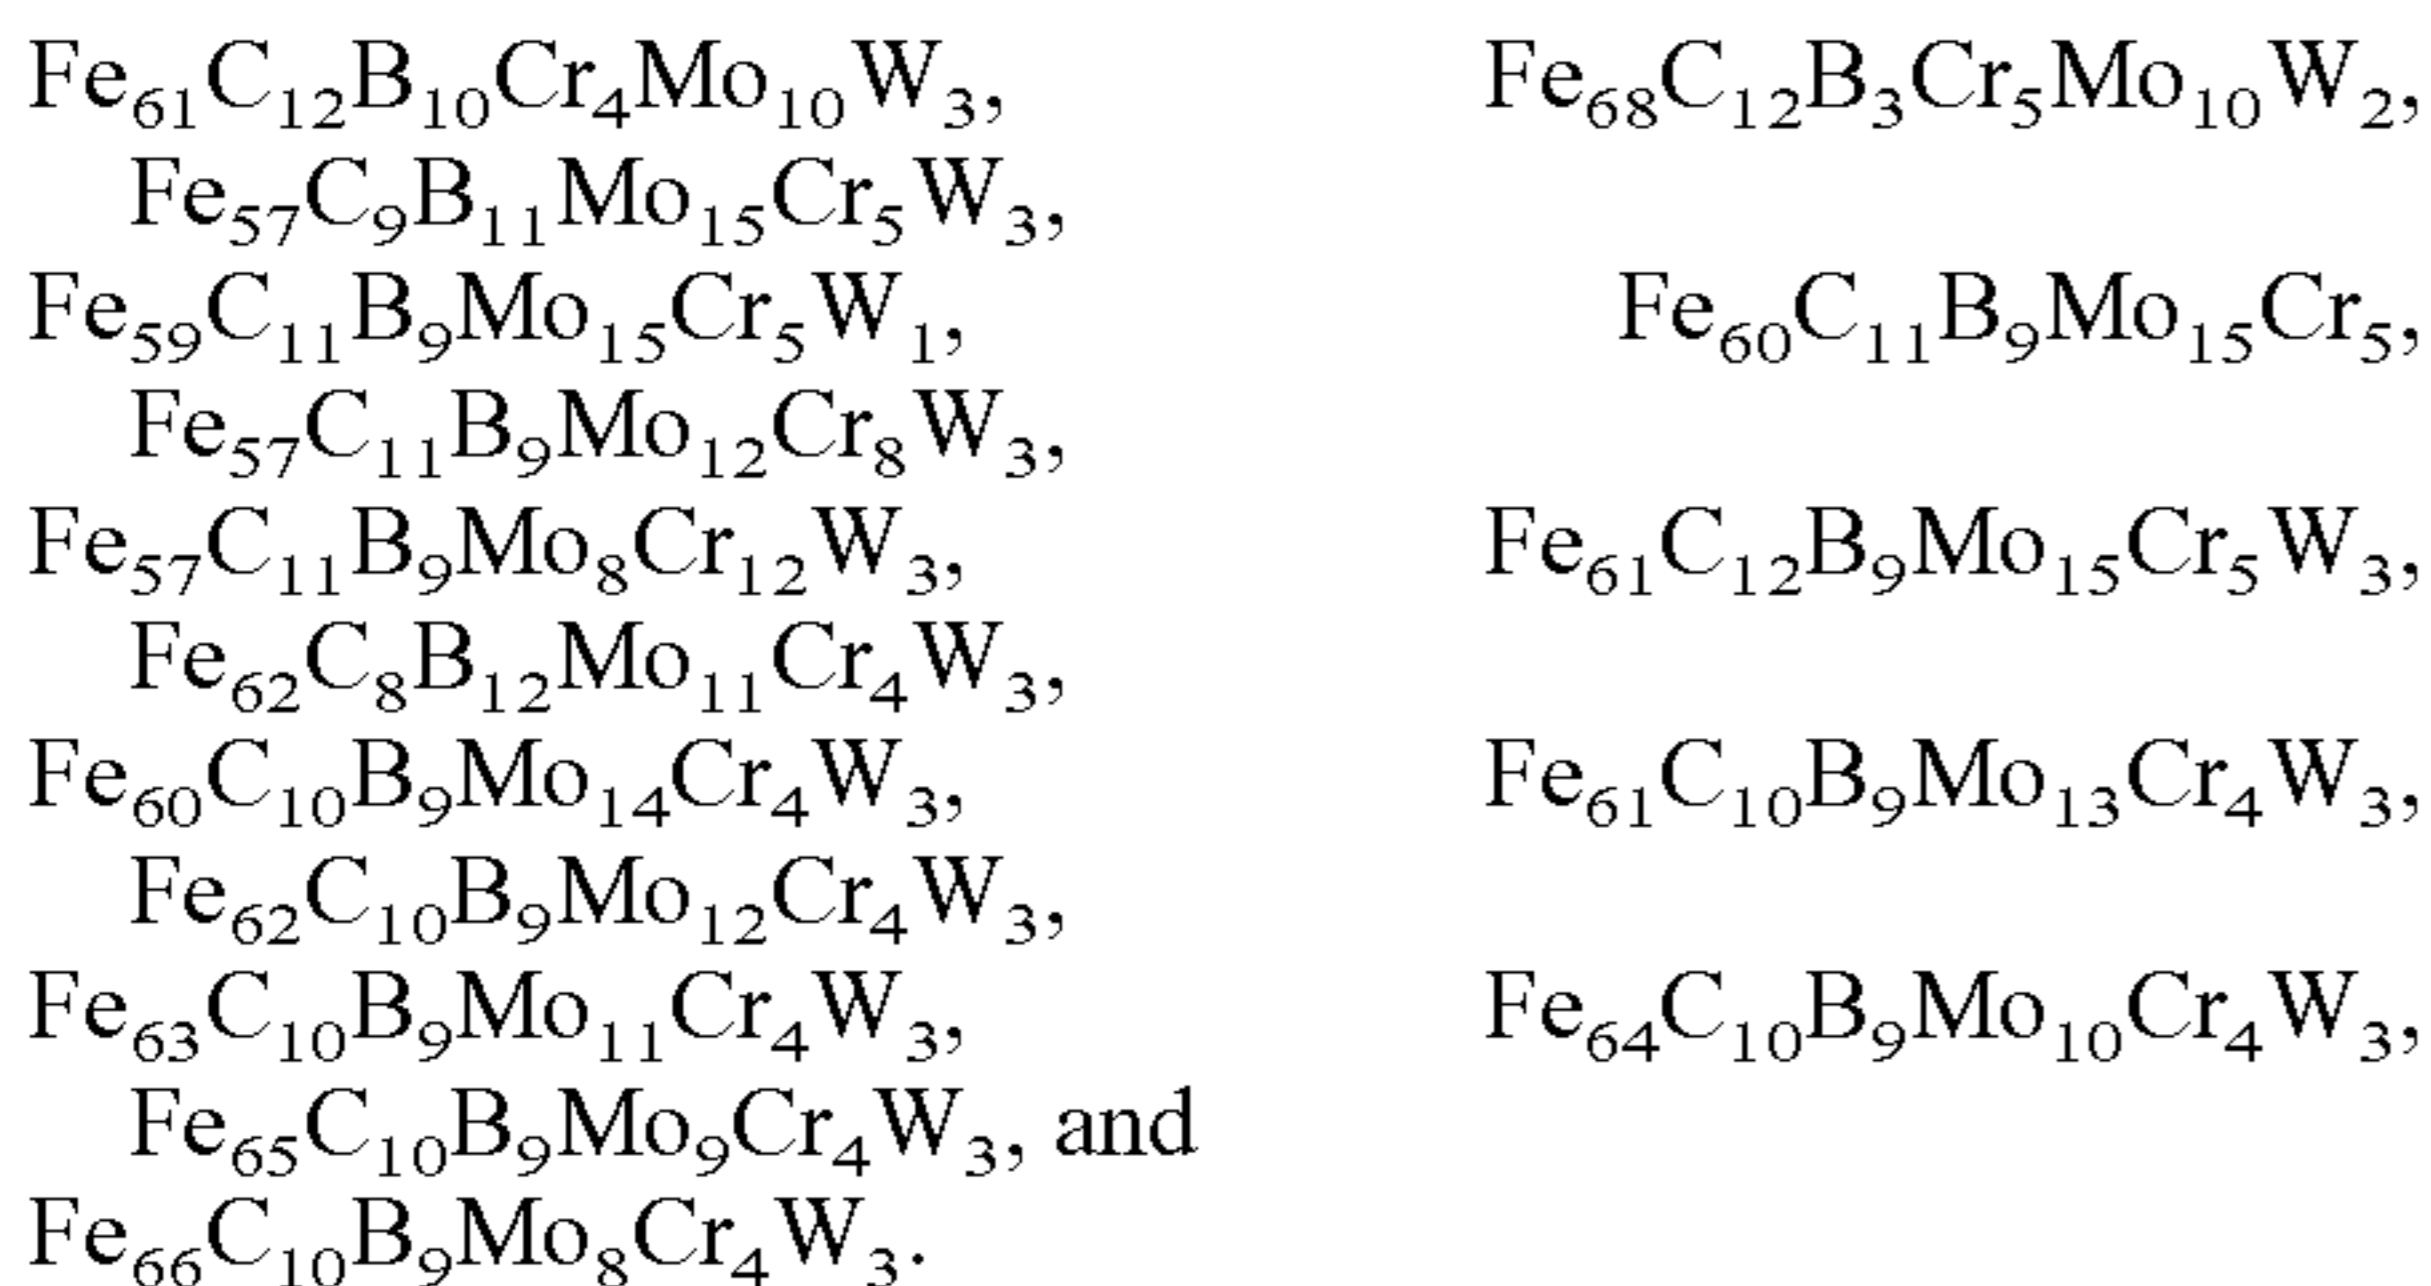 Fe₆₁C₁₂B₁₀Cr₄Mo₁₀W₃, Fe₆₈C₁₂B₃Cr₅Mo₁₀W₂,
Fe₅₇C₉B₁₁Mo₁₅Cr₅W₃,
Fe₅₉C₁₁B₉Mo₁₅Cr₅W₁, Fe₆₀C₁₁B₉Mo₁₅Cr₅,
Fe₅₇C₁₁B₉Mo₁₂Cr₈W₃,
Fe₅₇C₁₁B₉Mo₈Cr₁₂W₃, Fe₆₁C₁₂B₉Mo₁₅Cr₅W₃,
Fe₆₂C₈B₁₂Mo₁₁Cr₄W₃,
Fe₆₀C₁₀B₉Mo₁₄Cr₄W₃, Fe₆₁C₁₀B₉Mo₁₃Cr₄W₃,
Fe₆₂C₁₀B₉Mo₁₂Cr₄W₃,
Fe₆₃C₁₀B₉Mo₁₁Cr₄W₃, Fe₆₄C₁₀B₉Mo₁₀Cr₄W₃,
Fe₆₅C₁₀B₉Mo₉Cr₄W₃, and
Fe₆₆C₁₀B₉Mo₈Cr₄W₃.